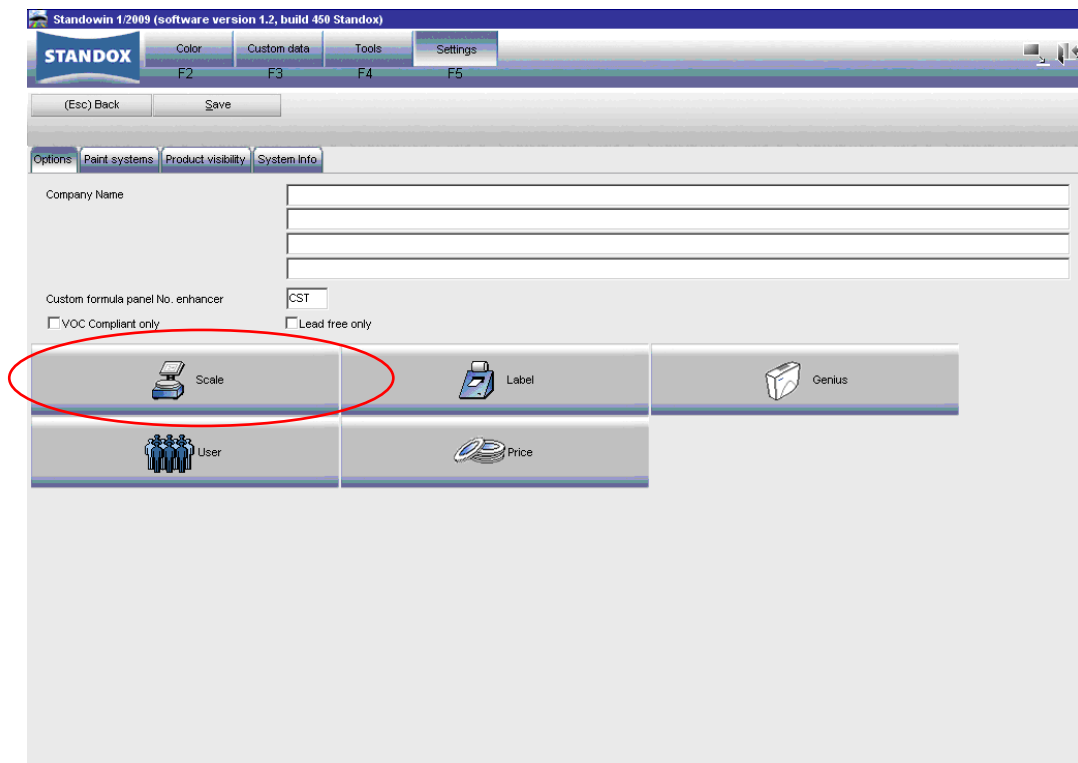 Standowin 1/2009 (software version 1.2, build 450 Standox)
STANDOX Color Custom data Tools Settings
F2 F3 F4 F5
(Esc) Back Save
Options Paint systems Product visibility System Info
Company Name
Custom formula panel No. enhancer CST
VOC Compliant only Lead free only
Scale Label Genius
User Price